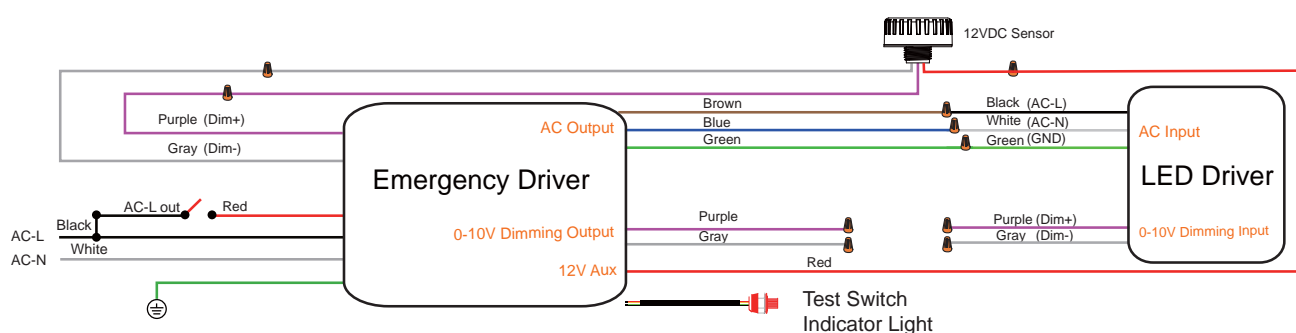 12VDC Sensor
Brown
Black (AC-L)
Purple (Dim+)
AC Output
Blue
White (AC-N)
AC Input
Green
Green (GND)
Gray (Dim-)
Emergency Driver
LED Driver
AC-L out
Red
Black
Purple
Purple (Dim+)
AC-L
0-10V Dimming Output
0-10V Dimming Input
White
Gray
Gray (Dim-)
AC-N
Red
12V Aux
Test Switch
Indicator Light